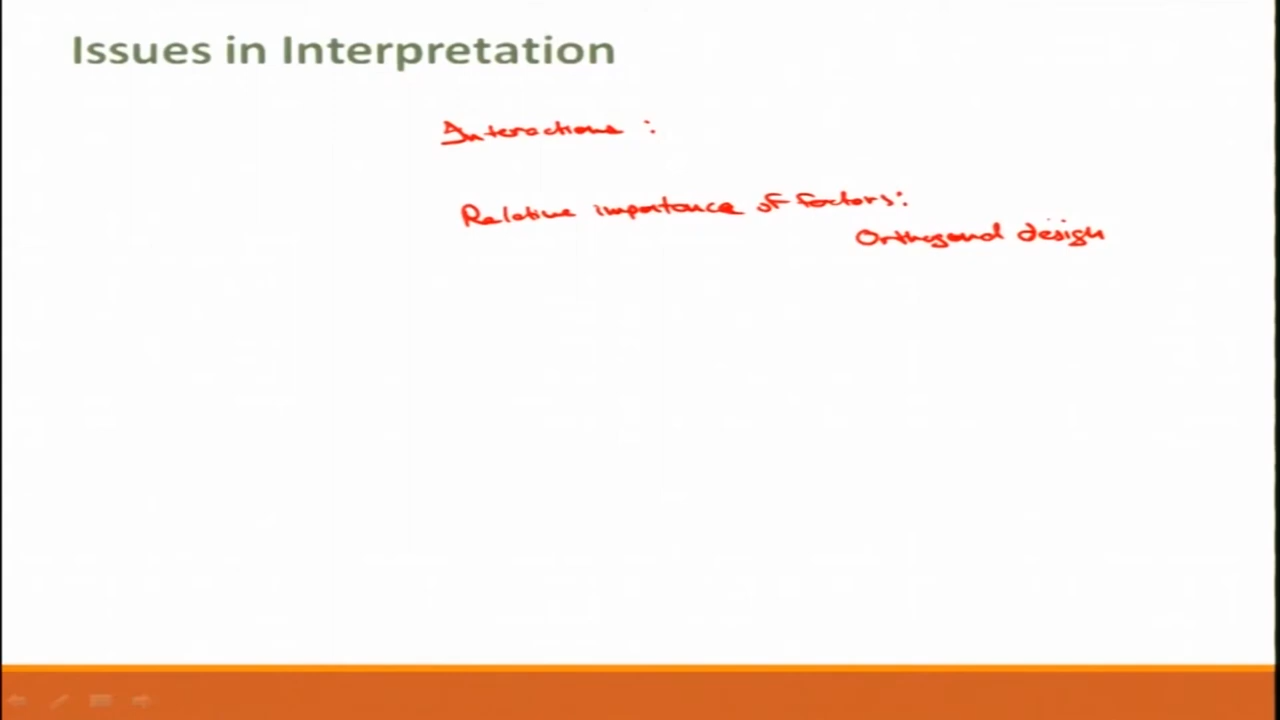 Issues in Interpretation
Interactions :
Relative importance of factors:
Orthogonal design